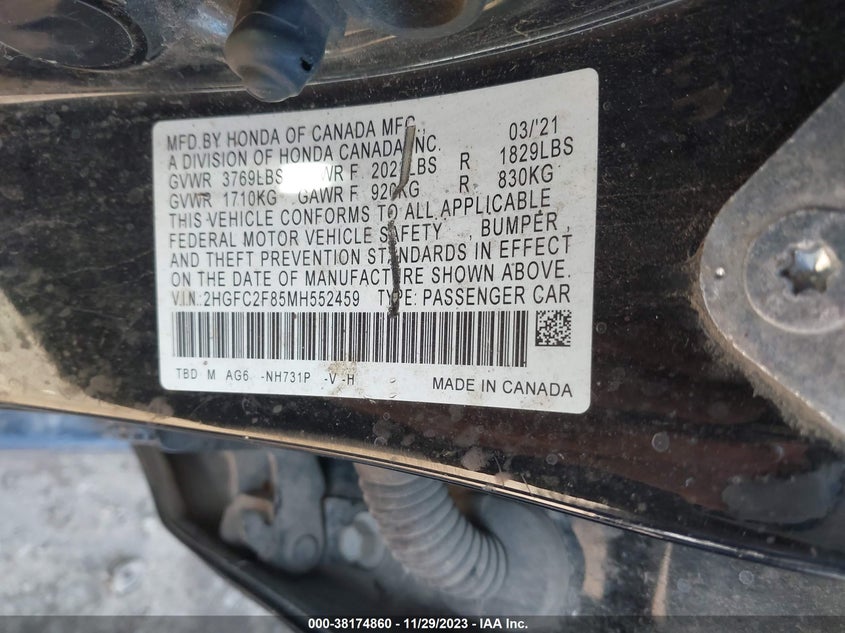 MFD.BY HONDA OF CANADA MFG. 03/'21
A DIVISION OF HONDA CANADA INC.
GVWR 3769LBS GAWR F 2028LBS R 1829LBS
GVWR 1710KG GAWR F 920KG R 830KG
THIS VEHICLE CONFORMS TO ALL APPLICABLE
FEDERAL MOTOR VEHICLE SAFETY , BUMPER ,
AND THEFT PREVENTION STANDARDS IN EFFECT
ON THE DATE OF MANUFACTURE SHOWN ABOVE.
V.I.N.: 2HGFC2F85MH552459 TYPE: PASSENGER CAR
TBD M AG6 -NH731P -V -H
MADE IN CANADA
000-38174860 - 11/29/2023 - IAA Inc.